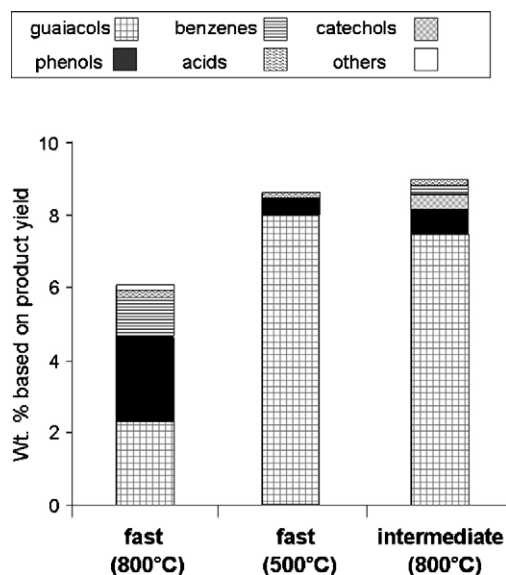 guaiacols benzenes catechols
phenols acids others
Wt. % based on product yield
10
8
6
4
2
0
fast fast intermediate
(800°C) (500°C) (800°C)